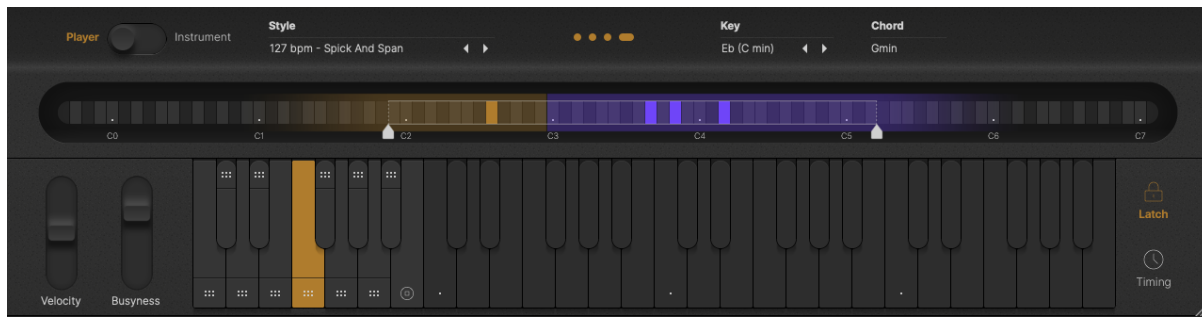 Style
Key
Chord
Player
Instrument
127 bpm - Spick And Span
Eb (C min)
Gmin
C0
C1
C2
C3
C4
C5
C6
C7
Latch
Timing
Velocity
Busyness